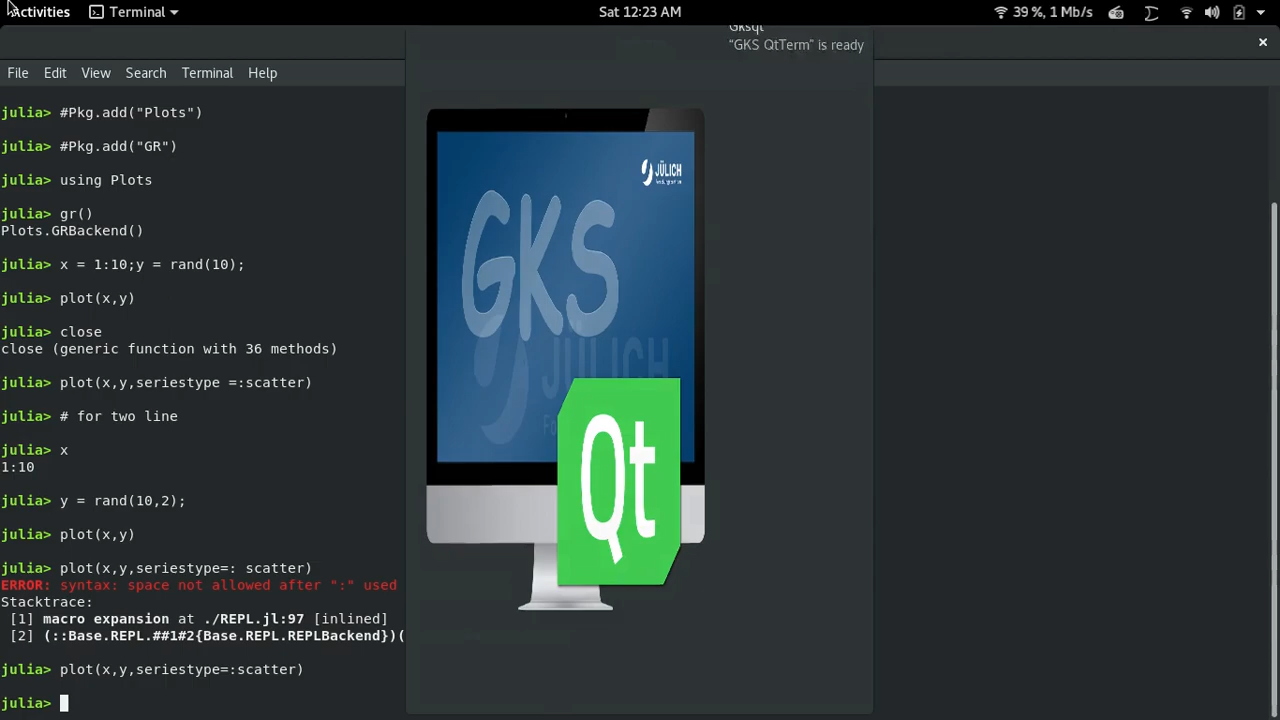 Activities Terminal Sat 12:23 AM 39 %, 1 Mb/s
Gksqt
“GKS QtTerm” is ready
File Edit View Search Terminal Help
julia> #Pkg.add("Plots")
julia> #Pkg.add("GR")
julia> using Plots
julia> gr()
Plots.GRBackend()
julia> x = 1:10;y = rand(10);
julia> plot(x,y)
julia> close
close (generic function with 36 methods)
julia> plot(x,y,seriestype =:scatter)
julia> # for two line
julia> x
1:10
julia> y = rand(10,2);
julia> plot(x,y)
julia> plot(x,y,seriestype=: scatter)
ERROR: syntax: space not allowed after ":" used
Stacktrace:
[1] macro expansion at ./REPL.jl:97 [inlined]
[2] (::Base.REPL.##1#2{Base.REPL.REPLBackend})(
julia> plot(x,y,seriestype=:scatter)
julia>
JÜLICH
GKS
JÜLICH
Qt